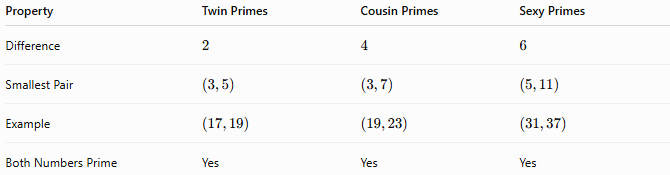 Property Twin Primes Cousin Primes Sexy Primes
Difference 2 4 6
Smallest Pair (3, 5) (3, 7) (5, 11)
Example (17, 19) (19, 23) (31, 37)
Both Numbers Prime Yes Yes Yes